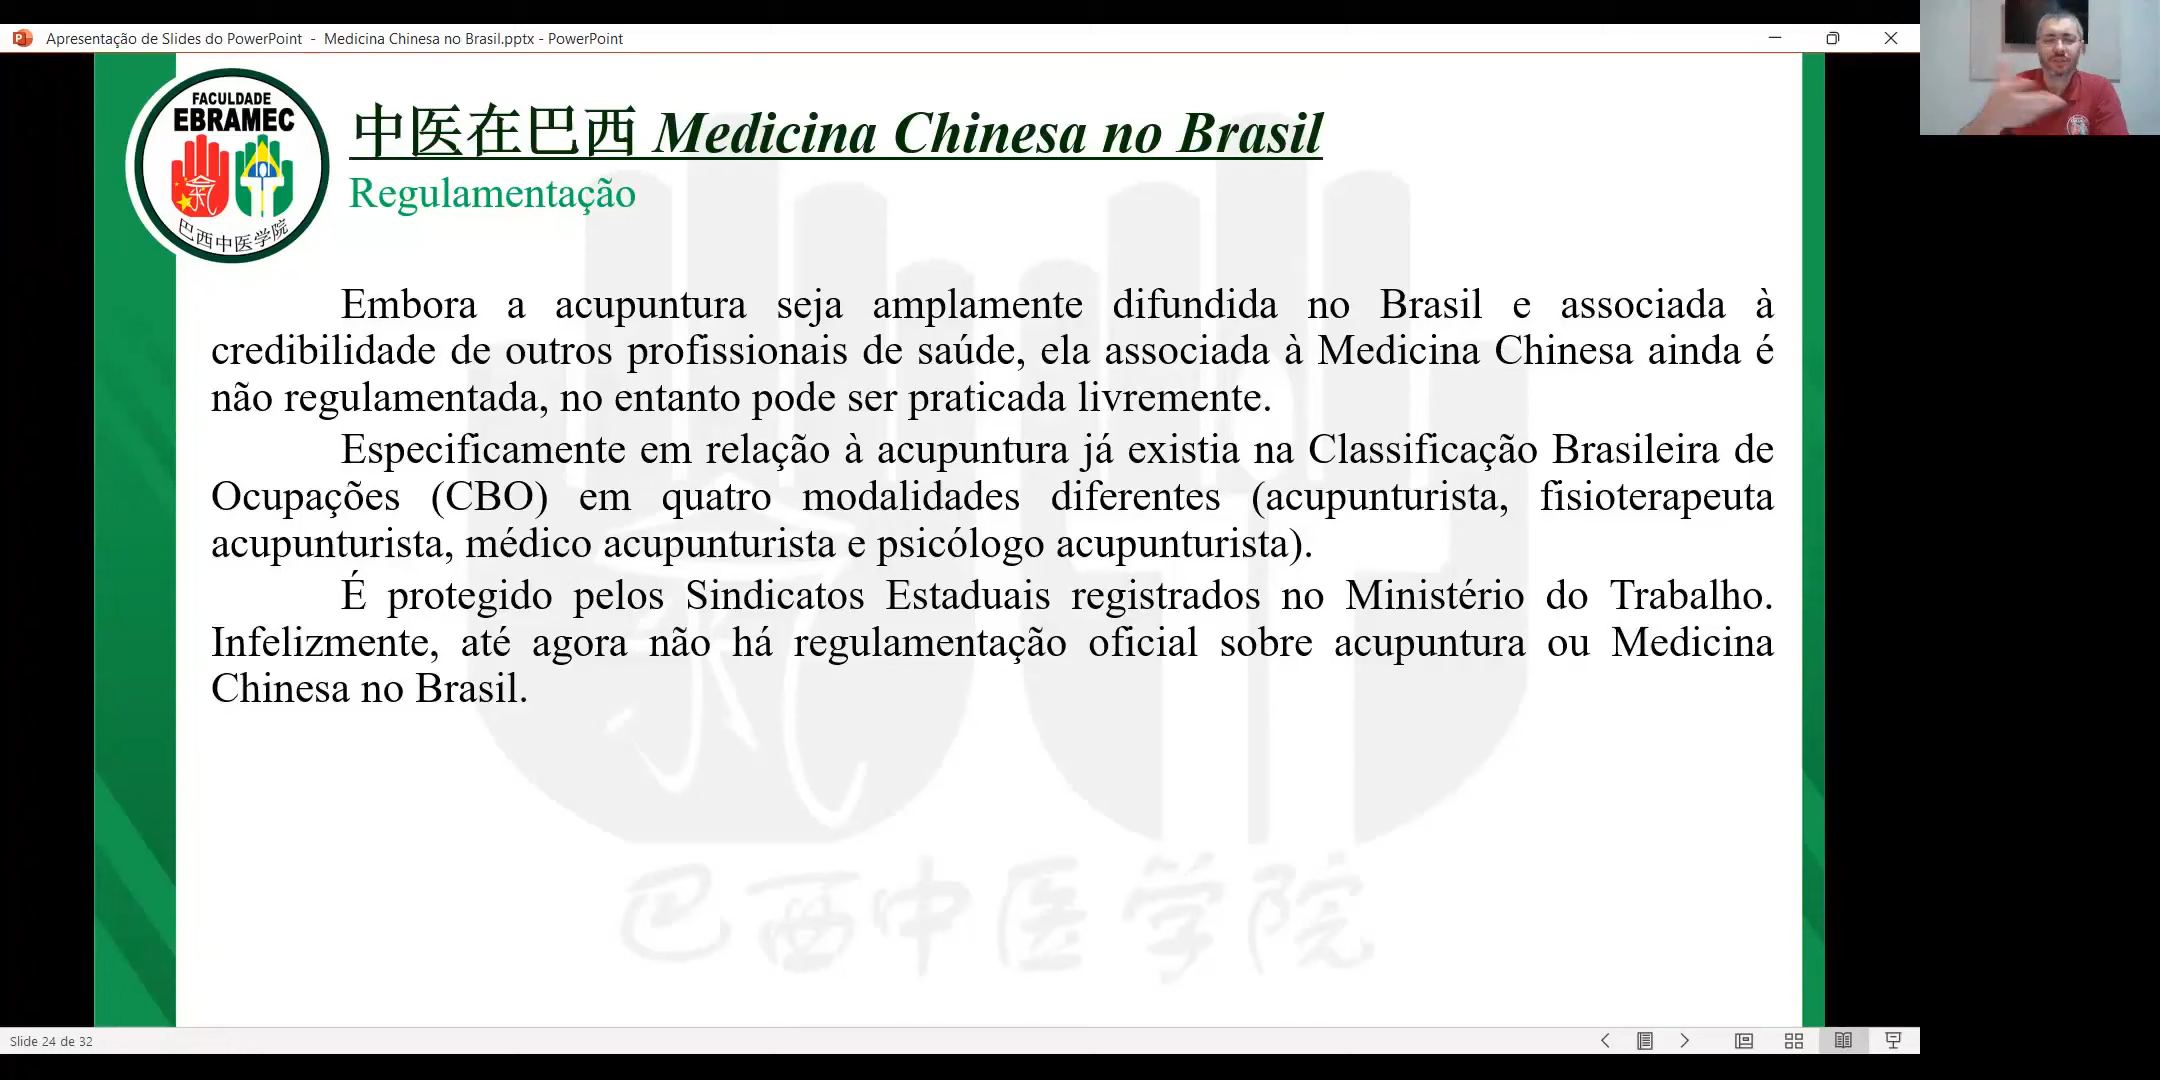 Apresentação de Slides do PowerPoint - Medicina Chinesa no Brasil.pptx - PowerPoint
FACULDADE
EBRAMEC
巴西中医学院
中医在巴西 Medicina Chinesa no Brasil
Regulamentação
Embora a acupuntura seja amplamente difundida no Brasil e associada à
credibilidade de outros profissionais de saúde, ela associada à Medicina Chinesa ainda é
não regulamentada, no entanto pode ser praticada livremente.
Especificamente em relação à acupuntura já existia na Classificação Brasileira de
Ocupações (CBO) em quatro modalidades diferentes (acupunturista, fisioterapeuta
acupunturista, médico acupunturista e psicólogo acupunturista).
É protegido pelos Sindicatos Estaduais registrados no Ministério do Trabalho.
Infelizmente, até agora não há regulamentação oficial sobre acupuntura ou Medicina
Chinesa no Brasil.
巴西中医学院
Slide 24 de 32